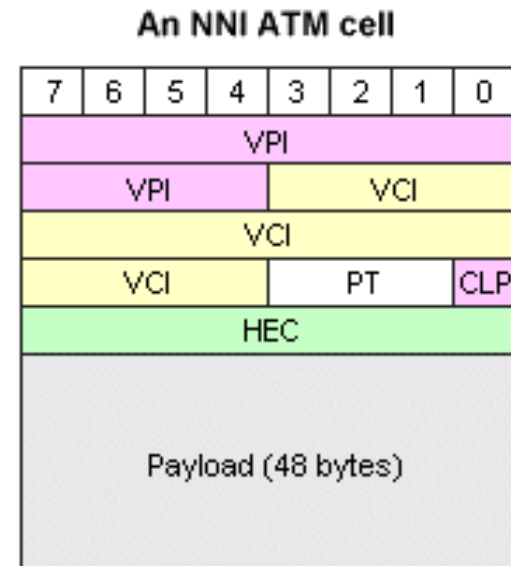 An NNI ATM cell
7 6 5 4 3 2 1 0
VPI
VPI VCI
VCI
VCI PT CLP
HEC
Payload (48 bytes)